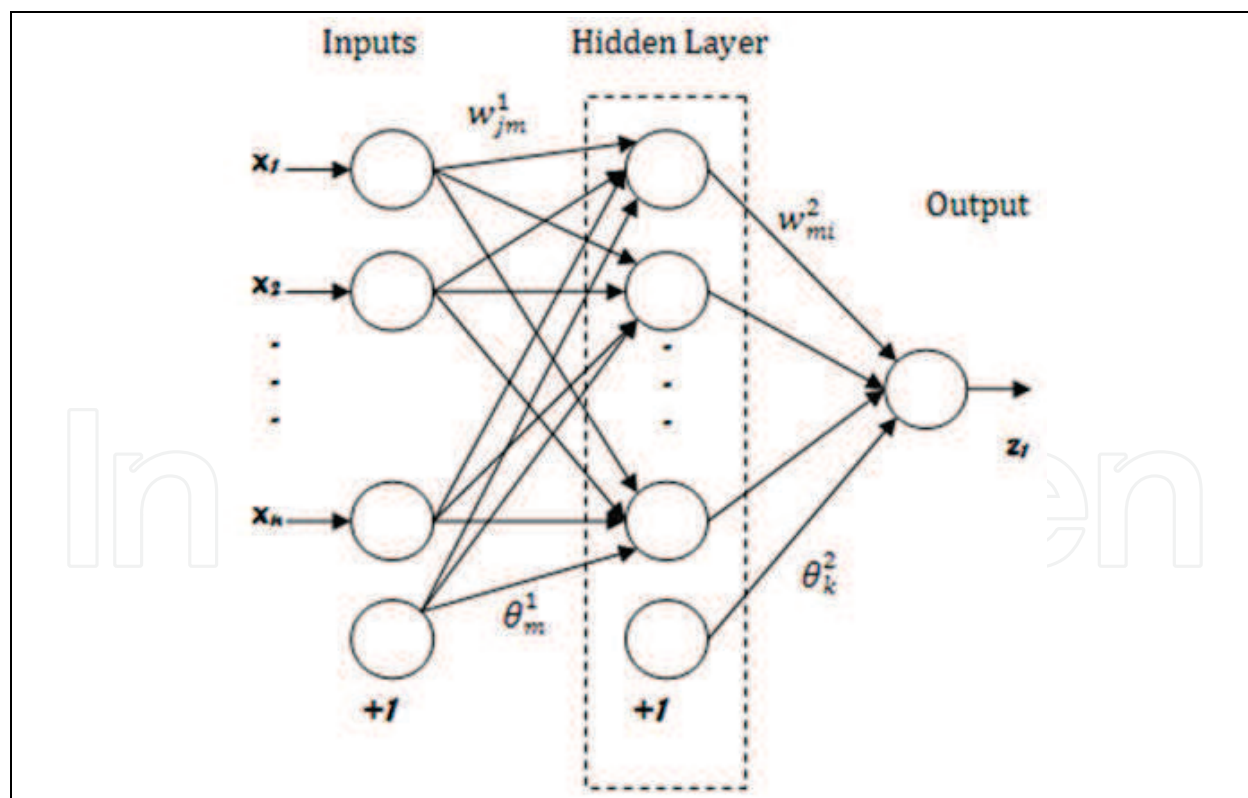 Inputs
Hidden Layer
w¹ⱼₘ
x₁
w²ₘᵢ
Output
x₂
z₁
xₙ
θ²ₖ
θ¹ₘ
+1
+1